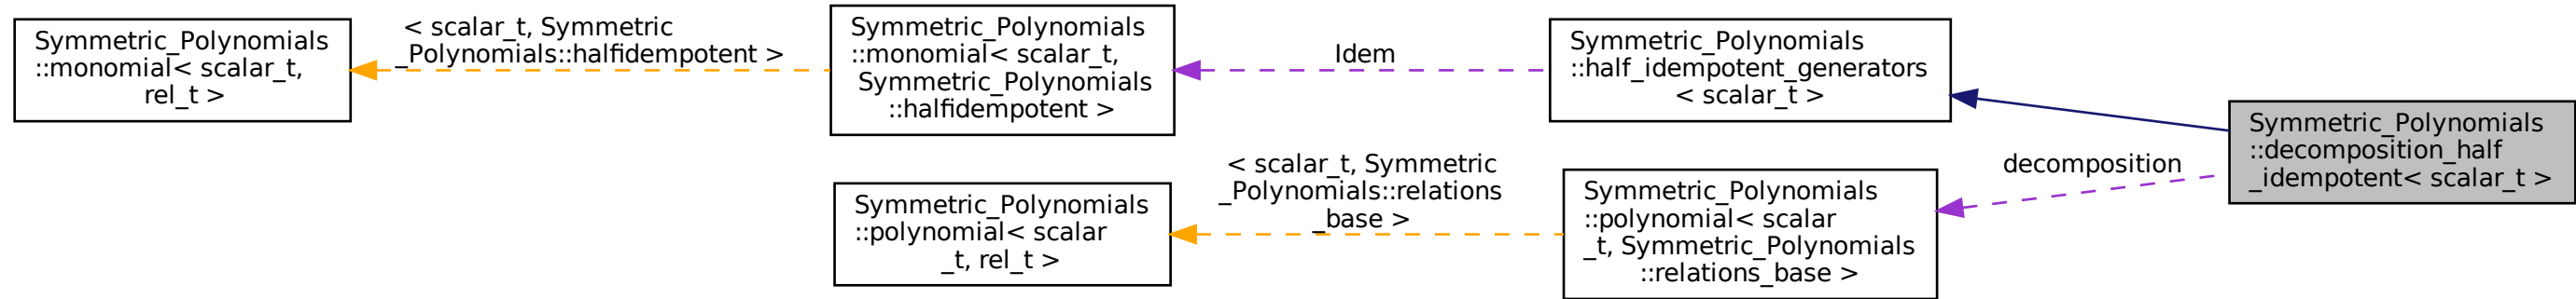 Symmetric_Polynomials
::monomial< scalar_t,
rel_t >
< scalar_t, Symmetric
_Polynomials::halfidempotent >
Symmetric_Polynomials
::monomial< scalar_t,
Symmetric_Polynomials
::halfidempotent >
Idem
Symmetric_Polynomials
::half_idempotent_generators
< scalar_t >
Symmetric_Polynomials
::decomposition_half
_idempotent< scalar_t >
Symmetric_Polynomials
::polynomial< scalar
_t, rel_t >
< scalar_t, Symmetric
_Polynomials::relations
_base >
Symmetric_Polynomials
::polynomial< scalar
_t, Symmetric_Polynomials
::relations_base >
decomposition